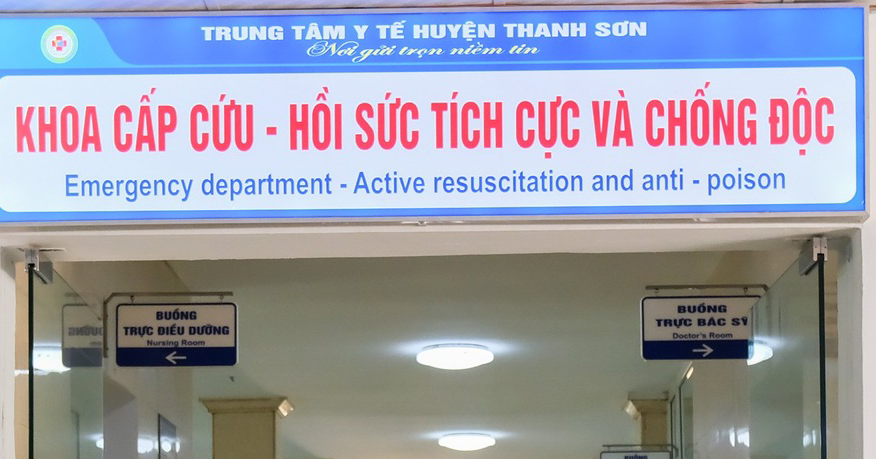 TRUNG TÂM Y TẾ HUYỆN THANH SƠN
Nơi gửi trọn niềm tin
KHOA CẤP CỨU - HỒI SỨC TÍCH CỰC VÀ CHỐNG ĐỘC
Emergency department - Active resuscitation and anti - poison
BUỒNG
TRỰC ĐIỀU DƯỠNG
Nursing Room
BUỒNG
TRỰC BÁC SỸ
Doctor's Room
BUỒNG